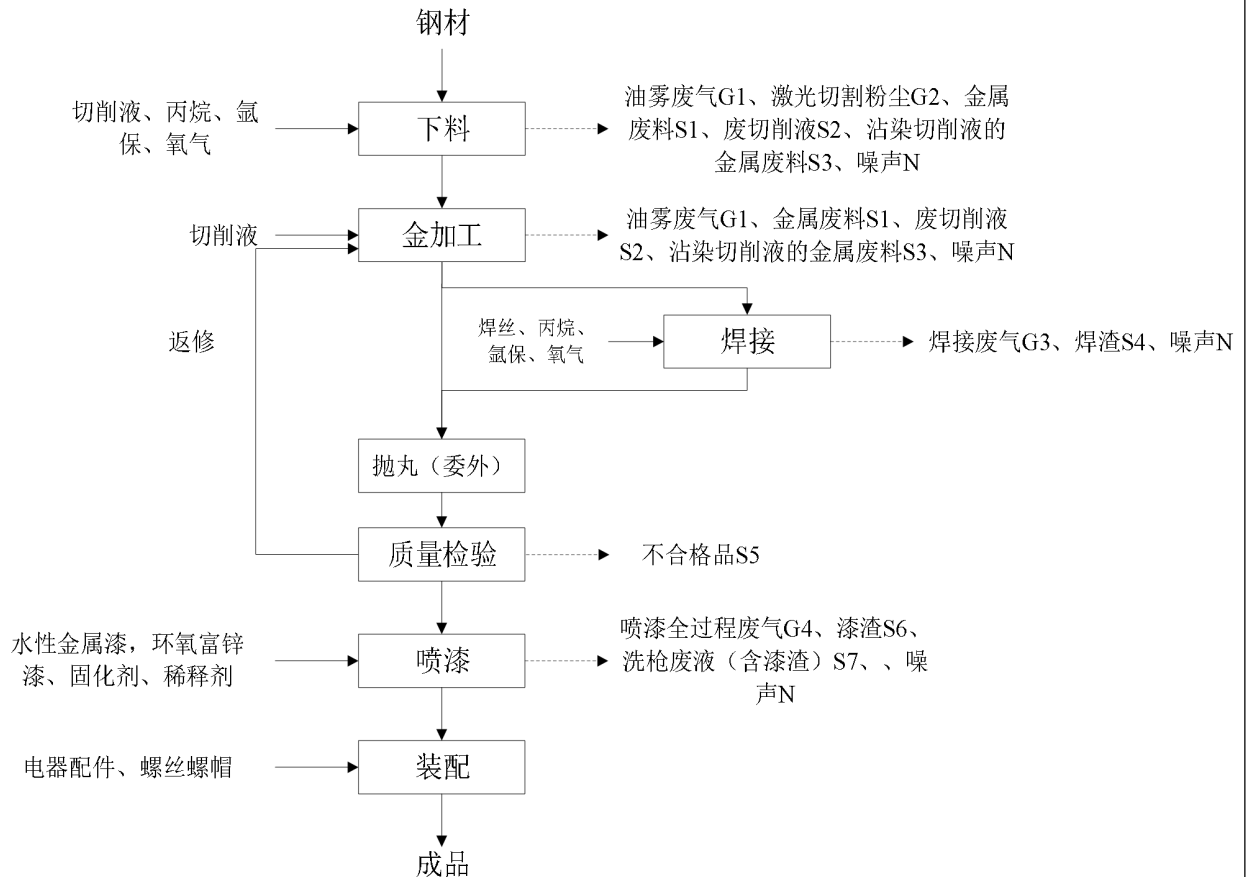 钢材
切削液、丙烷、氩
保、氧气
下料
油雾废气G1、激光切割粉尘G2、金属
废料S1、废切削液S2、沾染切削液的
金属废料S3、噪声N
切削液
金加工
油雾废气G1、金属废料S1、废切削液
S2、沾染切削液的金属废料S3、噪声N
返修
焊丝、丙烷、
氩保、氧气
焊接
焊接废气G3、焊渣S4、噪声N
抛丸（委外）
质量检验
不合格品S5
水性金属漆，环氧富锌
漆、固化剂、稀释剂
喷漆
喷漆全过程废气G4、漆渣S6、
洗枪废液（含漆渣）S7、、噪
声N
电器配件、螺丝螺帽
装配
成品